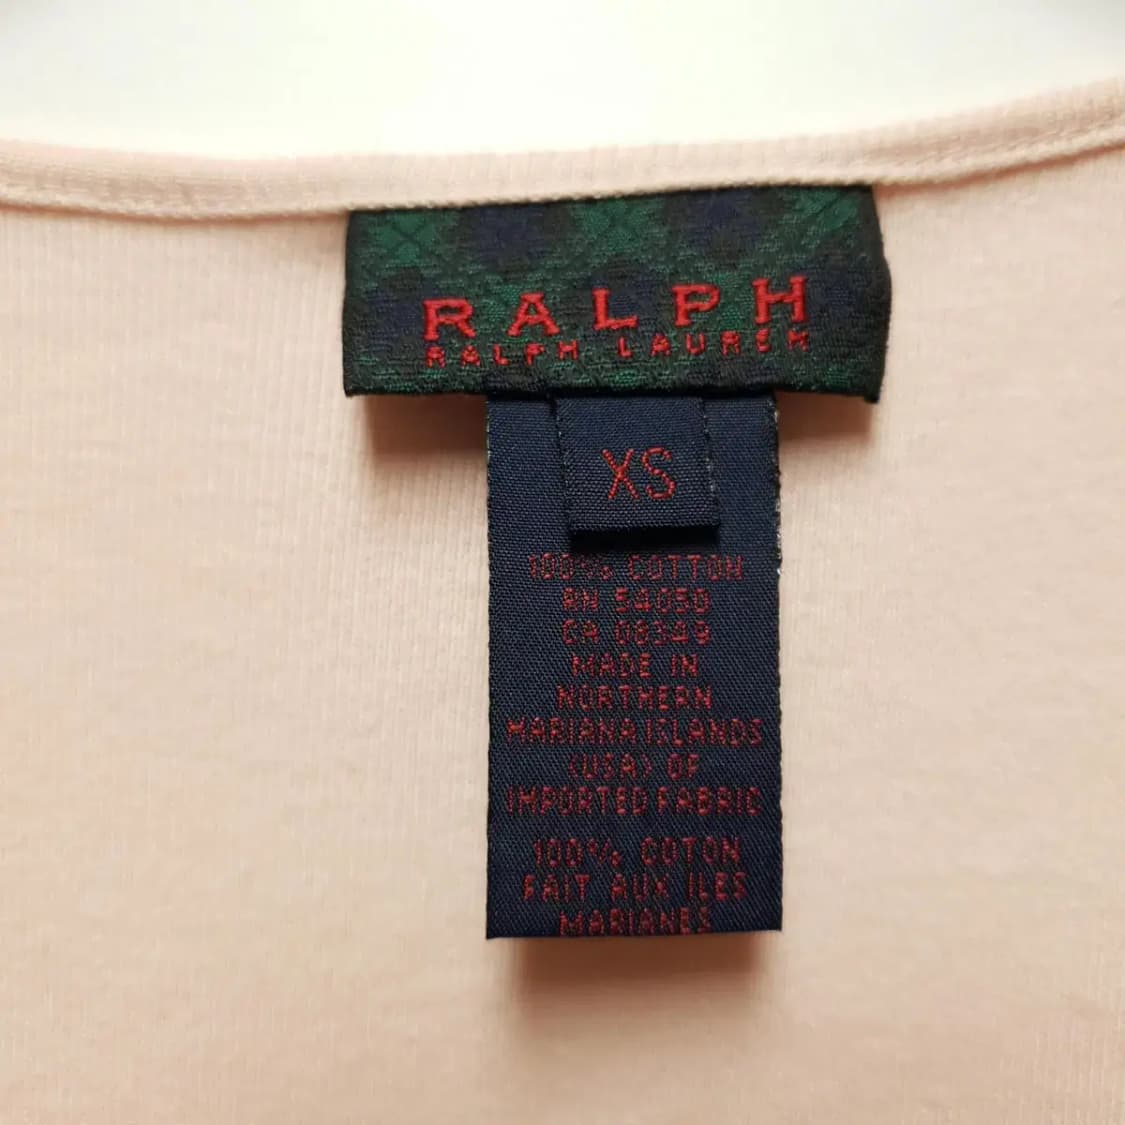 RALPH
RALPH LAUREN
XS
100% COTTON
RN 54050
CA 08349
MADE IN
NORTHERN
MARIANA ISLANDS
(USA) OF
IMPORTED FABRIC
100% COTON
FAIT AUX ILES
MARIANES